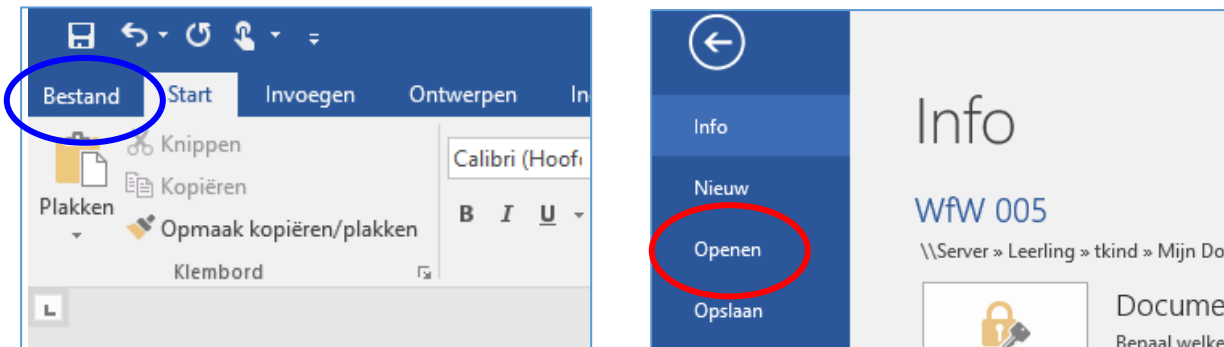 Bestand Start Invoegen Ontwerpen In
Knippen
Kopiëren
Plakken
Opmaak kopiëren/plakken
Klembord
Calibri (Hoof
B I U
Info
Nieuw
Openen
Opslaan
Info
WfW 005
\\Server » Leerling » tkind » Mijn Do
Docume
Bepaal welke